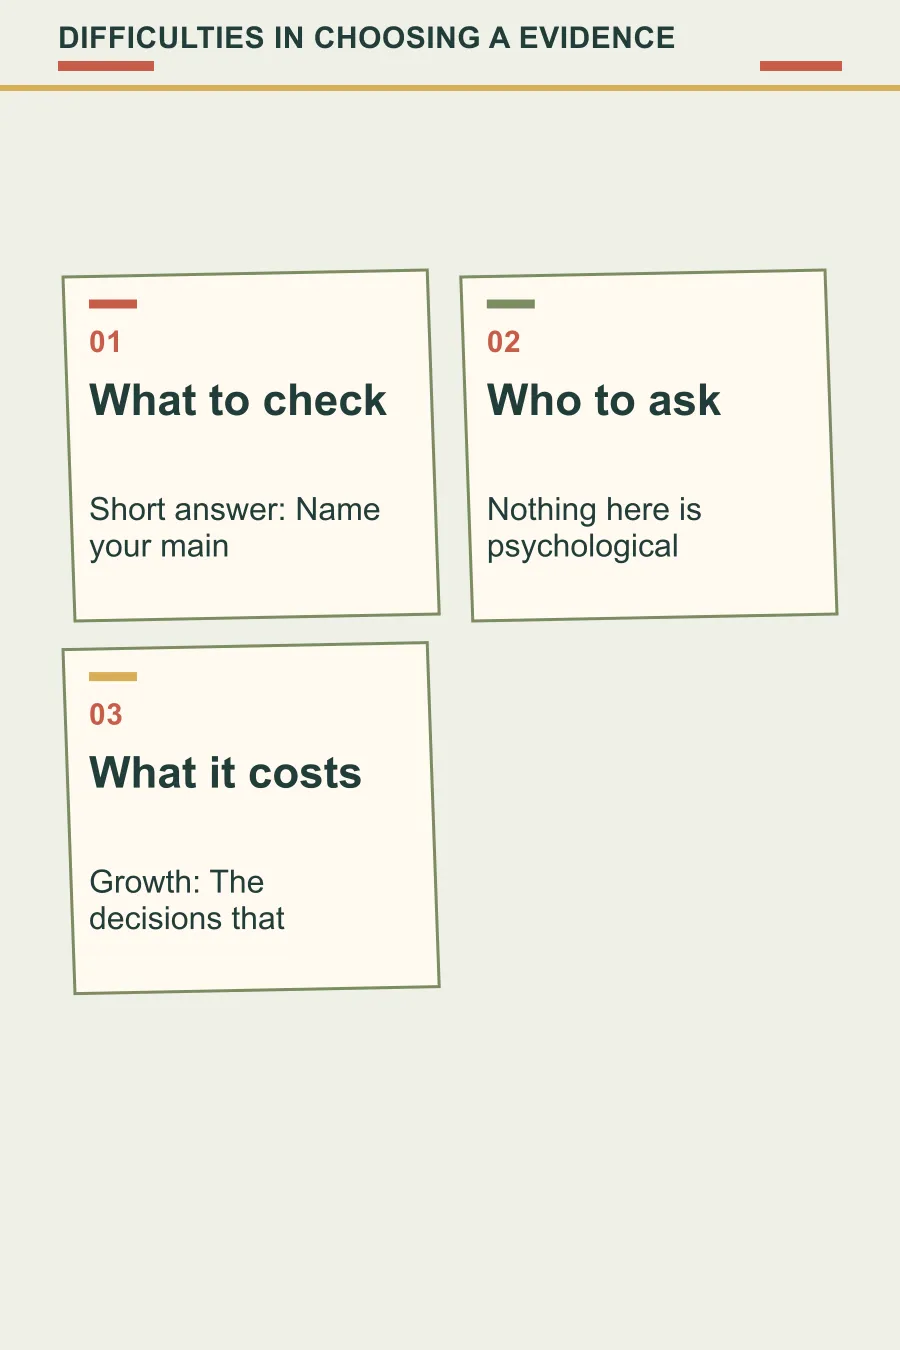 DIFFICULTIES IN CHOOSING A EVIDENCE
01
What to check
Short answer: Name
your main
02
Who to ask
Nothing here is
psychological
03
What it costs
Growth: The
decisions that